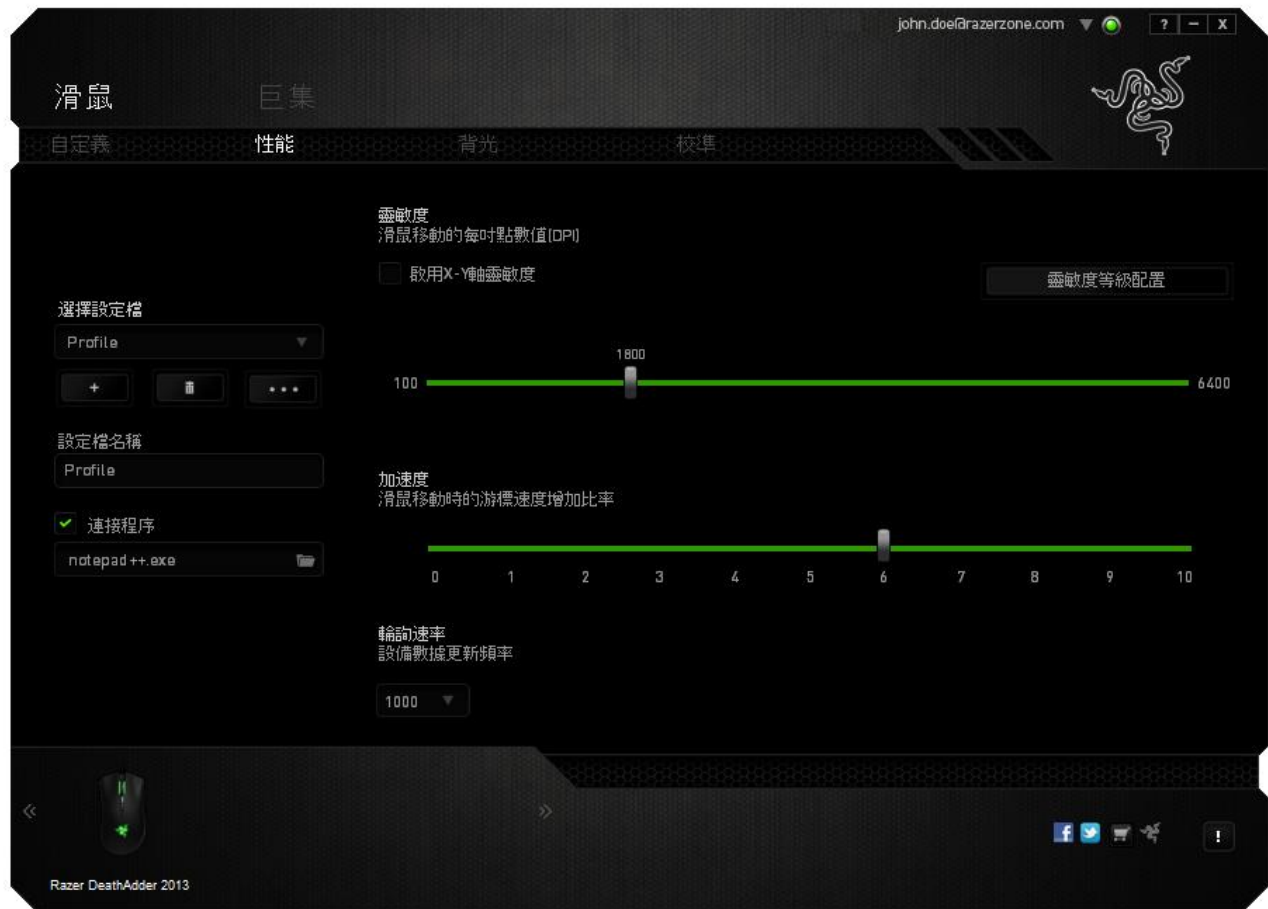 john.doe@razerzone.com
? - X
滑鼠 巨集
自定義 性能 背光 校準
靈敏度
滑鼠移動的每吋點數值(DPI)
啟用X-Y軸靈敏度
靈敏度等級配置
選擇設定檔
Profile
+
1800
100 6400
設定檔名稱
Profile
加速度
滑鼠移動時的游標速度增加比率
連接程序
notepad ++.exe
0 1 2 3 4 5 6 7 8 9 10
輪詢速率
設備數據更新頻率
1000
Razer DeathAdder 2013